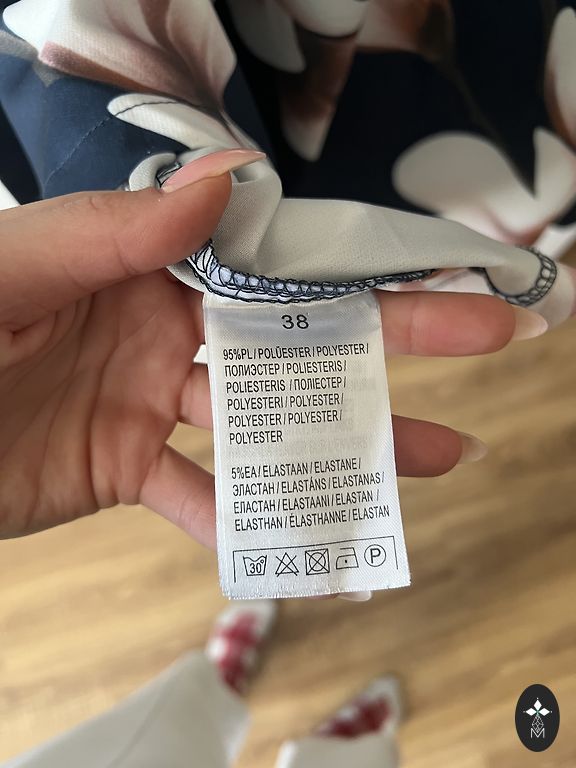 38
95%PL / POLÜESTER / POLYESTER /
ПОЛИЭСТЕР / POLIESTERIS /
POLIESTERIS / ПОЛІЕСТЕР /
POLYESTERI / POLYESTER /
POLYESTER / POLYESTER /
POLYESTER
5%EA / ELASTAAN / ELASTANE /
ЭЛАСТАН / ELASTĀNS / ELASTANAS /
ЕЛАСТАН / ELASTAANI / ELASTAN /
ELASTHAN / ÉLASTHANNE / ELASTAN
30° P
M